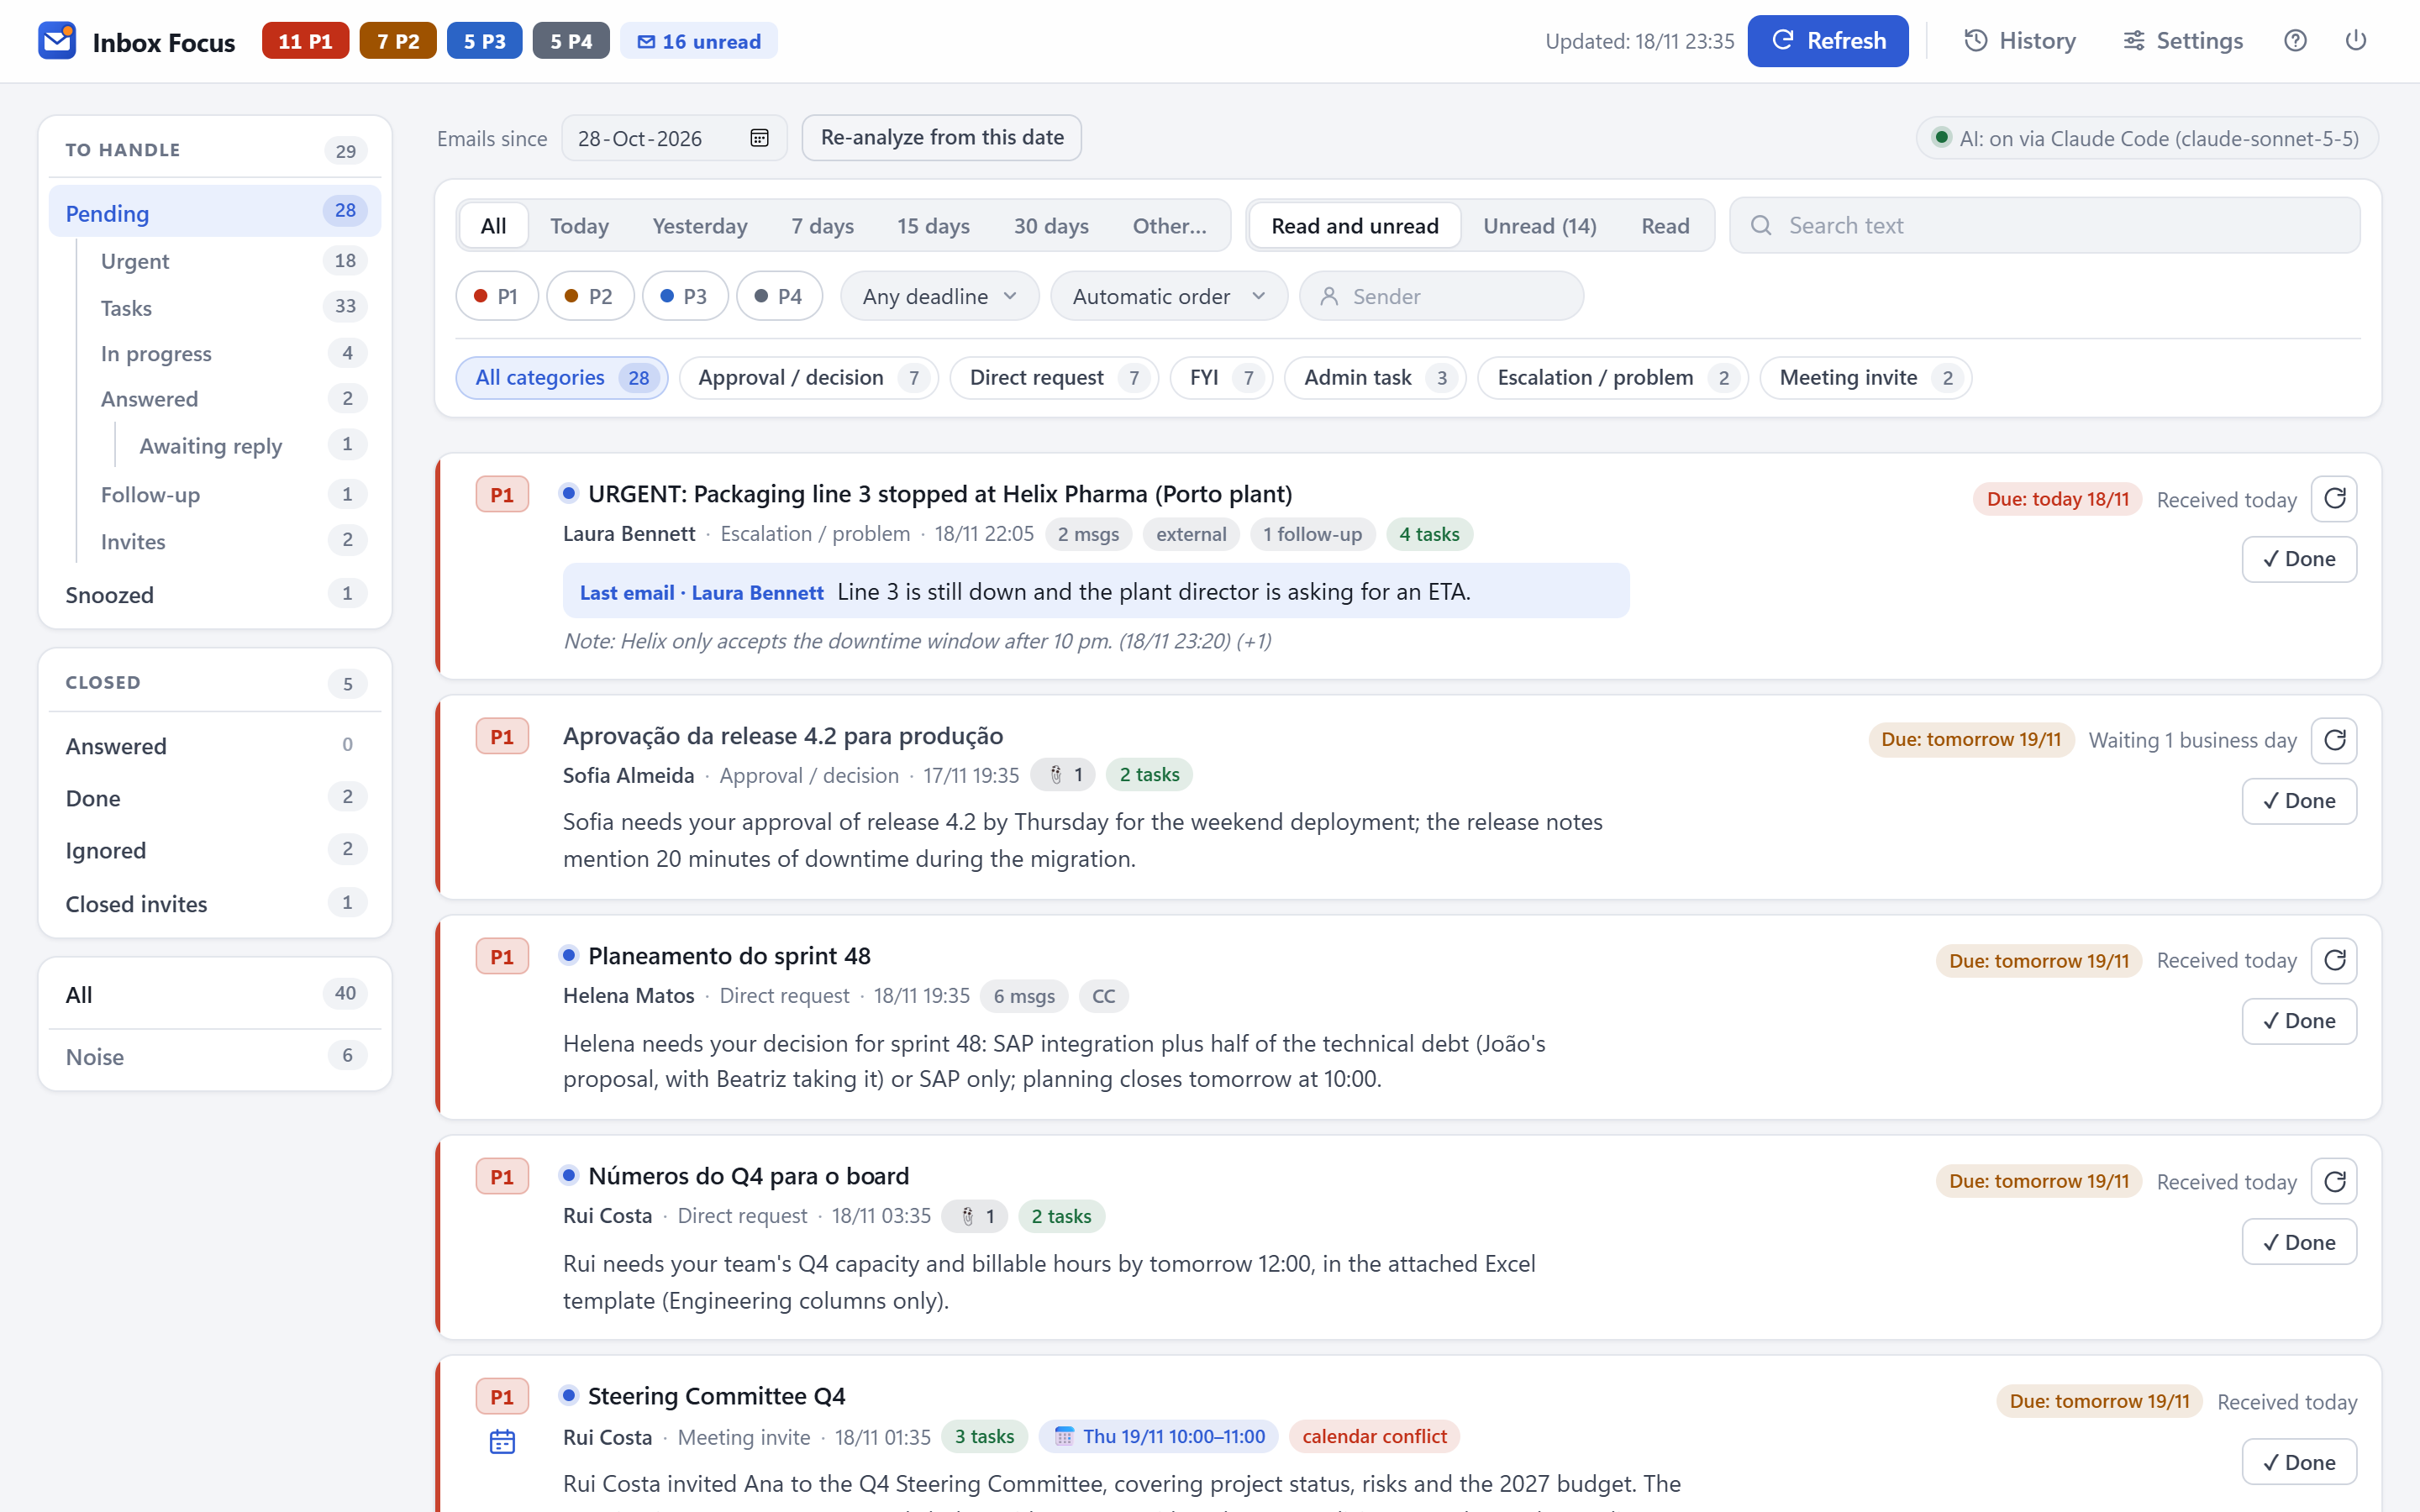 Inbox Focus 11 P1 7 P2 5 P3 5 P4 16 unread Updated: 18/11 23:35 Refresh History Settings
TO HANDLE 29
Pending 28
Urgent 18
Tasks 33
In progress 4
Answered 2
Awaiting reply 1
Follow-up 1
Invites 2
Snoozed 1
CLOSED 5
Answered 0
Done 2
Ignored 2
Closed invites 1
All 40
Noise 6
Emails since 28-Oct-2026 Re-analyze from this date AI: on via Claude Code (claude-sonnet-5-5)
All Today Yesterday 7 days 15 days 30 days Other... Read and unread Unread (14) Read Search text
P1 P2 P3 P4 Any deadline Automatic order Sender
All categories 28 Approval / decision 7 Direct request 7 FYI 7 Admin task 3 Escalation / problem 2 Meeting invite 2
P1 URGENT: Packaging line 3 stopped at Helix Pharma (Porto plant) Due: today 18/11 Received today
Laura Bennett · Escalation / problem · 18/11 22:05 2 msgs external 1 follow-up 4 tasks
✓ Done
Last email · Laura Bennett Line 3 is still down and the plant director is asking for an ETA.
Note: Helix only accepts the downtime window after 10 pm. (18/11 23:20) (+1)
P1 Aprovação da release 4.2 para produção Due: tomorrow 19/11 Waiting 1 business day
Sofia Almeida · Approval / decision · 17/11 19:35 1 2 tasks
✓ Done
Sofia needs your approval of release 4.2 by Thursday for the weekend deployment; the release notes
mention 20 minutes of downtime during the migration.
P1 Planeamento do sprint 48 Due: tomorrow 19/11 Received today
Helena Matos · Direct request · 18/11 19:35 6 msgs CC
✓ Done
Helena needs your decision for sprint 48: SAP integration plus half of the technical debt (João's
proposal, with Beatriz taking it) or SAP only; planning closes tomorrow at 10:00.
P1 Números do Q4 para o board Due: tomorrow 19/11 Received today
Rui Costa · Direct request · 18/11 03:35 1 2 tasks
✓ Done
Rui needs your team's Q4 capacity and billable hours by tomorrow 12:00, in the attached Excel
template (Engineering columns only).
P1 Steering Committee Q4 Due: tomorrow 19/11 Received today
Rui Costa · Meeting invite · 18/11 01:35 3 tasks Thu 19/11 10:00–11:00 calendar conflict
✓ Done
Rui Costa invited Ana to the Q4 Steering Committee, covering project status, risks and the 2027 budget. The